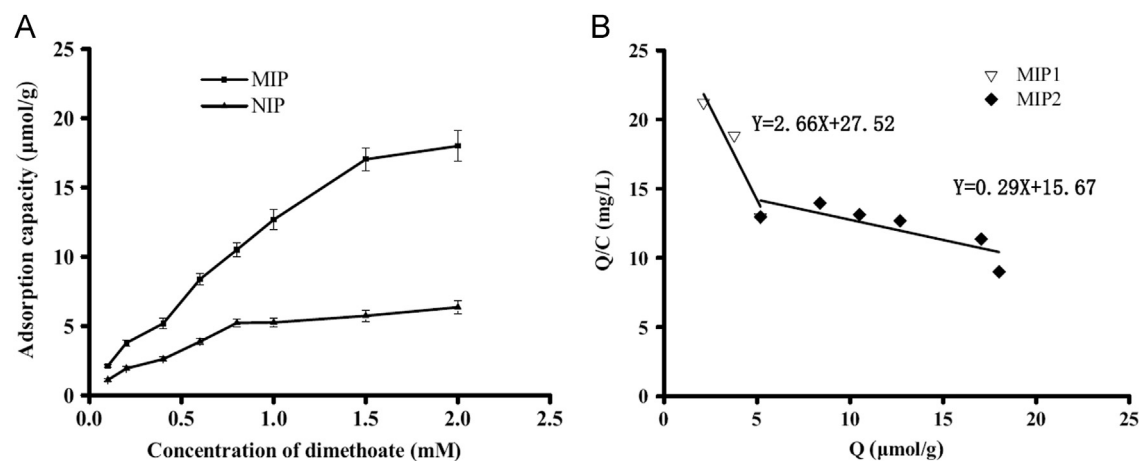 A
25
20
15
10
5
0
0.0 0.5 1.0 1.5 2.0 2.5
Adsorption capacity (μmol/g)
Concentration of dimethoate (mM)
MIP
NIP
B
25
20
15
10
5
0
0 5 10 15 20 25
Q/C (mg/L)
Q (μmol/g)
MIP1
MIP2
Y=2.66X+27.52
Y=0.29X+15.67